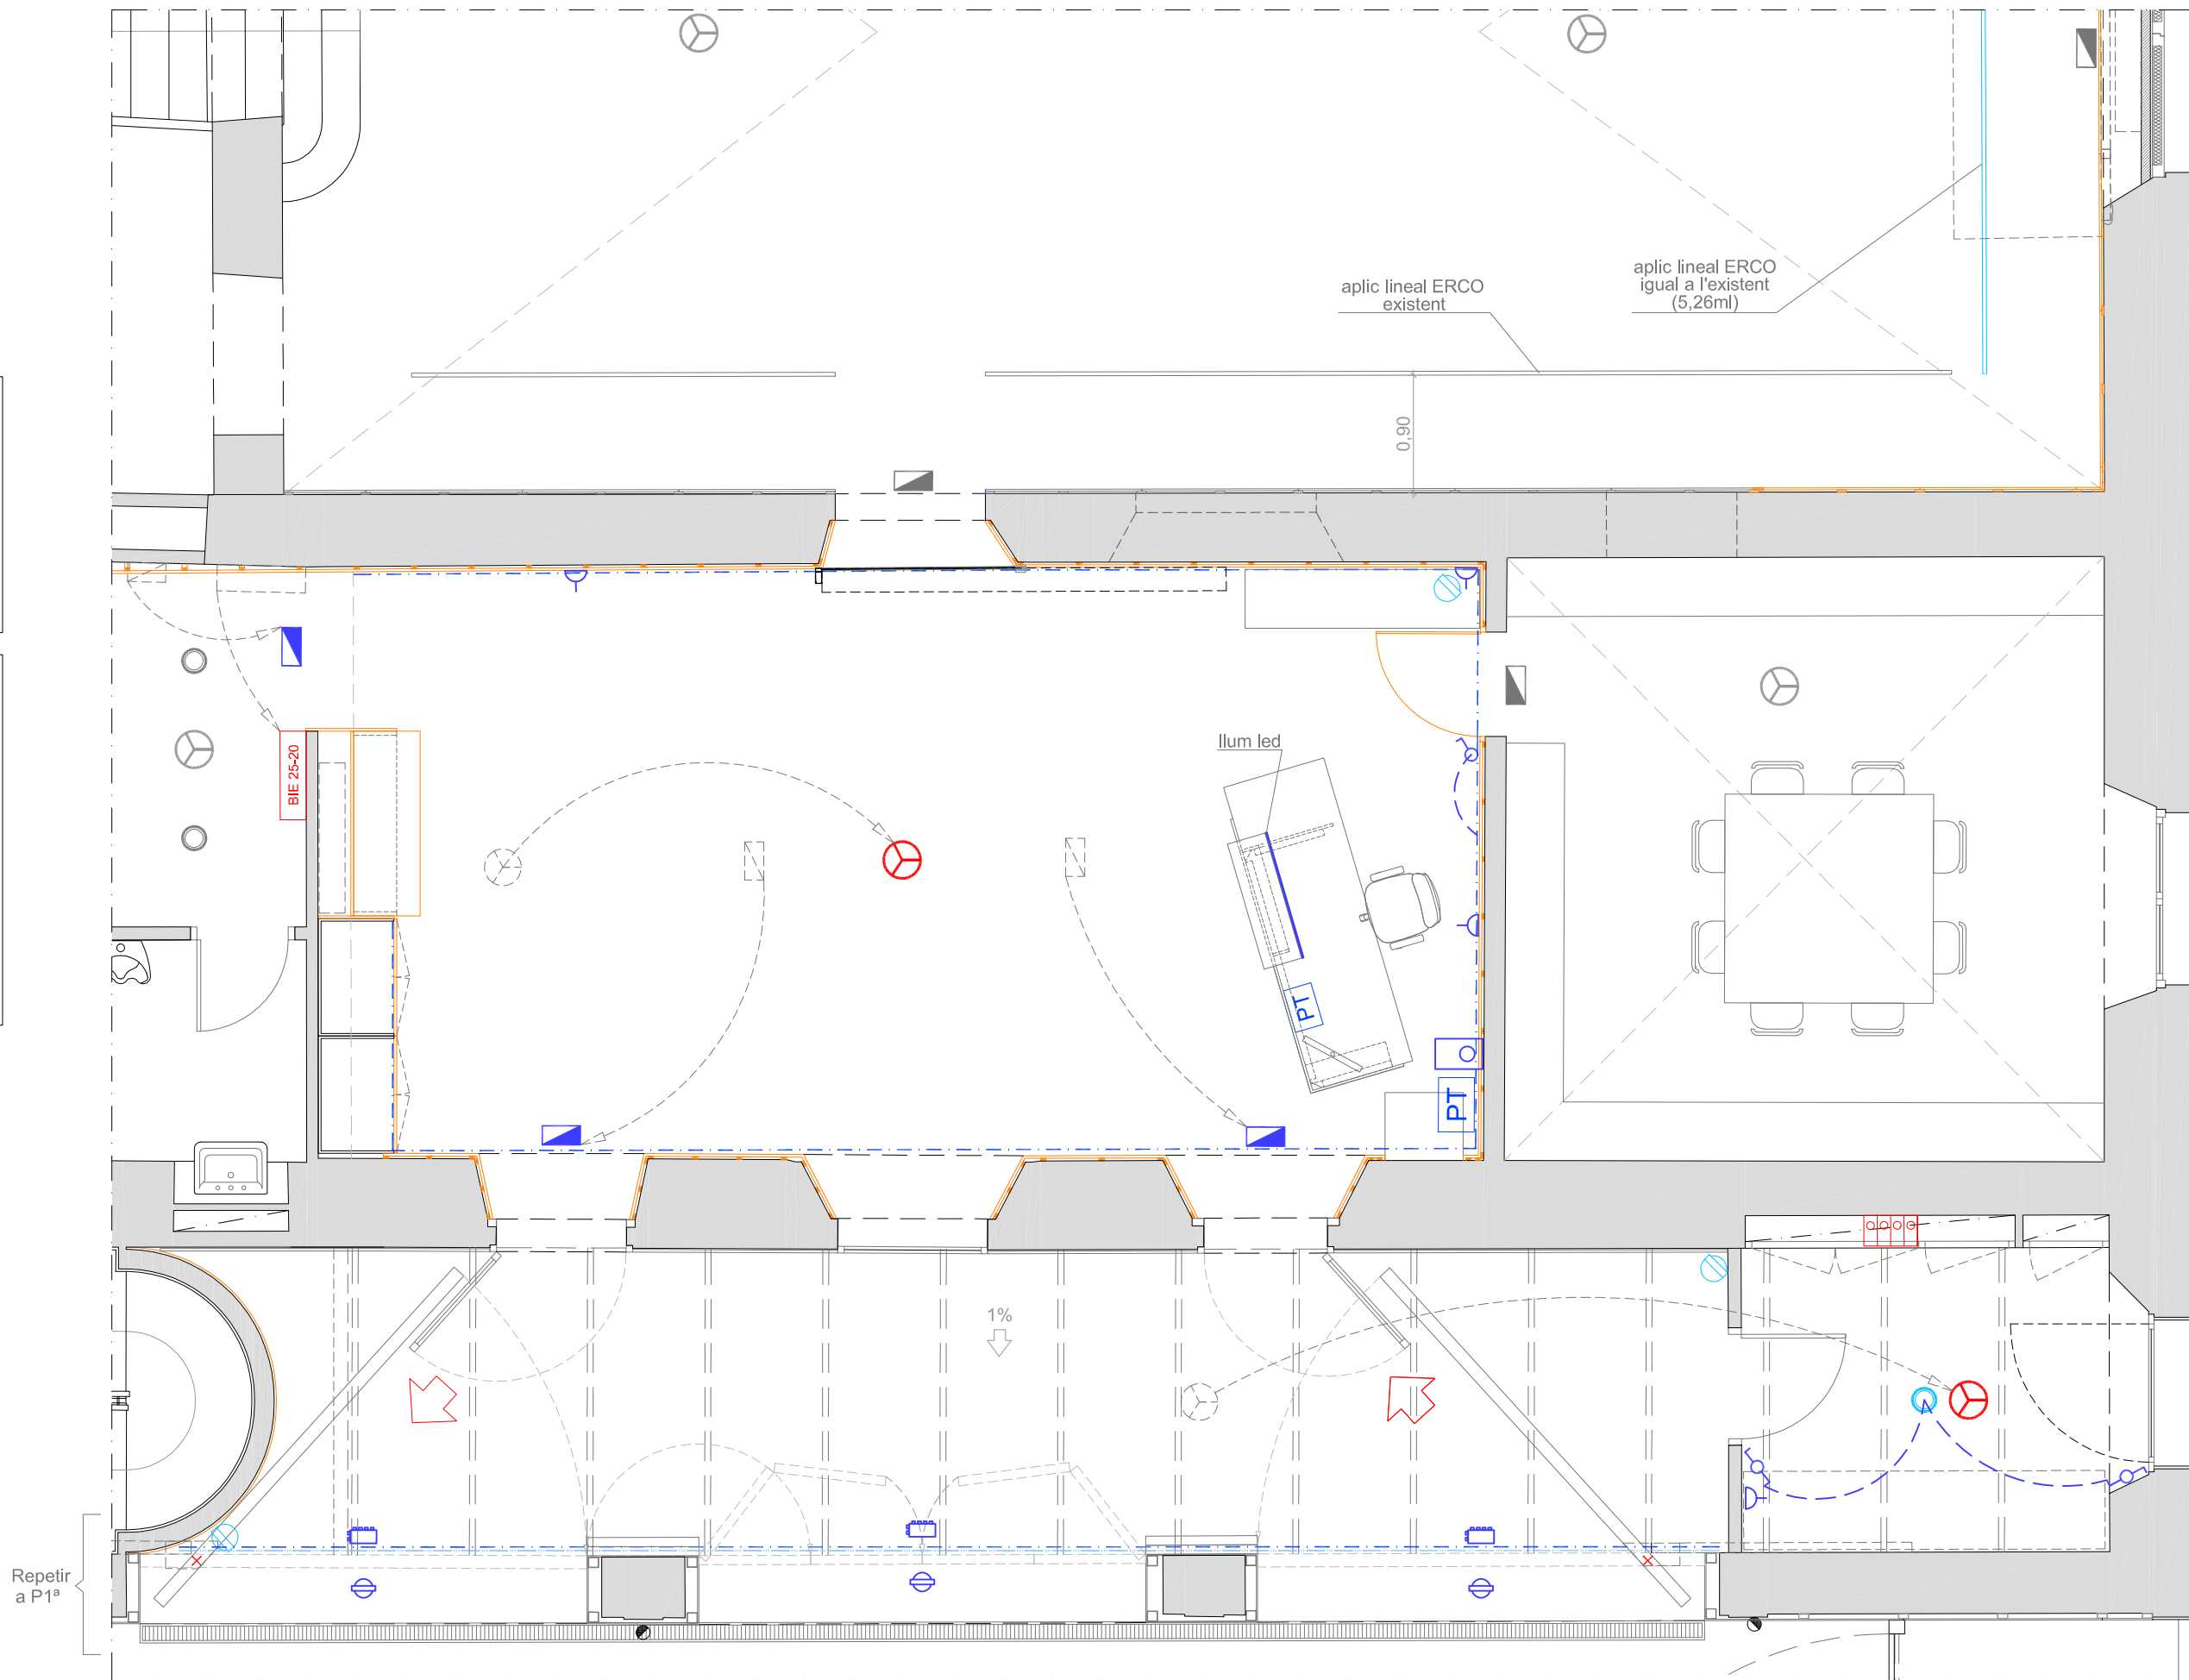 aplic lineal ERCO
igual a l'existent
(5,26ml)
aplic lineal ERCO
existent
0,90
llum led
BIE 25-20
PT
PT
1%
Repetir
a P1ª